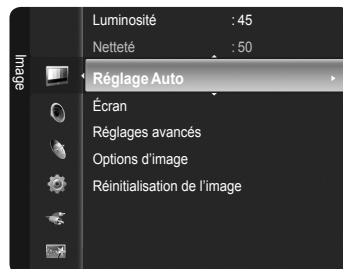 Image
Luminosité : 45
Netteté : 50
Réglage Auto
Écran
Réglages avancés
Options d'image
Réinitialisation de l'image